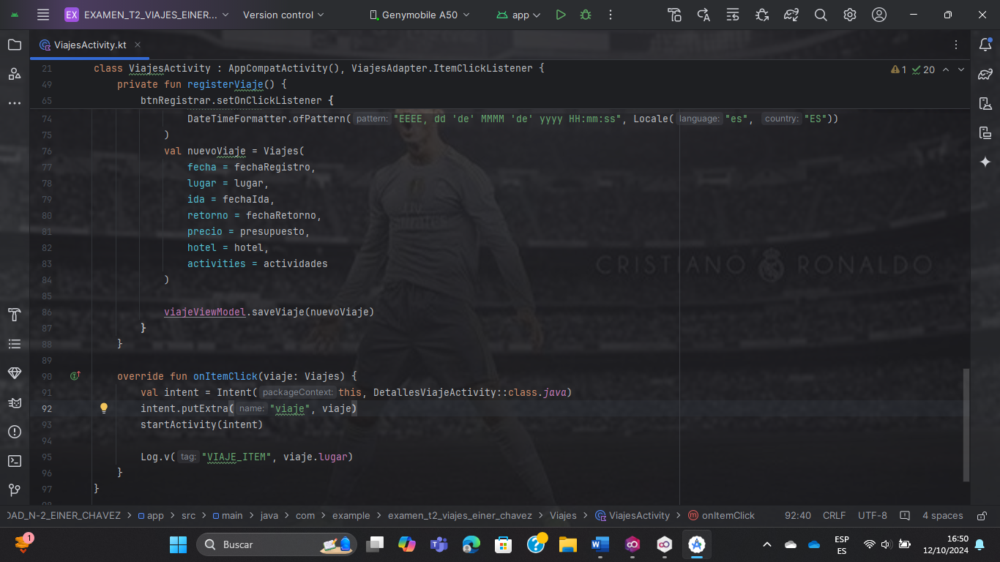 EX EXAMEN_T2_VIAJES_EINER... Version control Genymobile A50 app
ViajesActivity.kt
21 class ViajesActivity : AppCompatActivity(), ViajesAdapter.ItemClickListener {
1 20
49 private fun registerViaje() {
65 btnRegistrar.setOnClickListener {
74 DateTimeFormatter.ofPattern( pattern: "EEEE, dd 'de' MMMM 'de' yyyy HH:mm:ss", Locale( language: "es", country: "ES"))
75 )
76 val nuevoViaje = Viajes(
77 fecha = fechaRegistro,
78 lugar = lugar,
79 ida = fechaIda,
80 retorno = fechaRetorno,
81 precio = presupuesto,
82 hotel = hotel,
83 activities = actividades
84 )
85
86 viajeViewModel.saveViaje(nuevoViaje)
87 }
88 }
89
90 override fun onItemClick(viaje: Viajes) {
91 val intent = Intent( packageContext: this, DetallesViajeActivity::class.java)
92 intent.putExtra( name: "viaje", viaje)
93 startActivity(intent)
94
95 Log.v( tag: "VIAJE_ITEM", viaje.lugar)
96 }
97 }
CRISTIANO RONALDO
DAD_N-2_EINER_CHAVEZ > app > src > main > java > com > example > examen_t2_viajes_einer_chavez > Viajes > ViajesActivity > onItemClick 92:40 CRLF UTF-8 4 spaces
1 Buscar ESP ES 16:50 12/10/2024